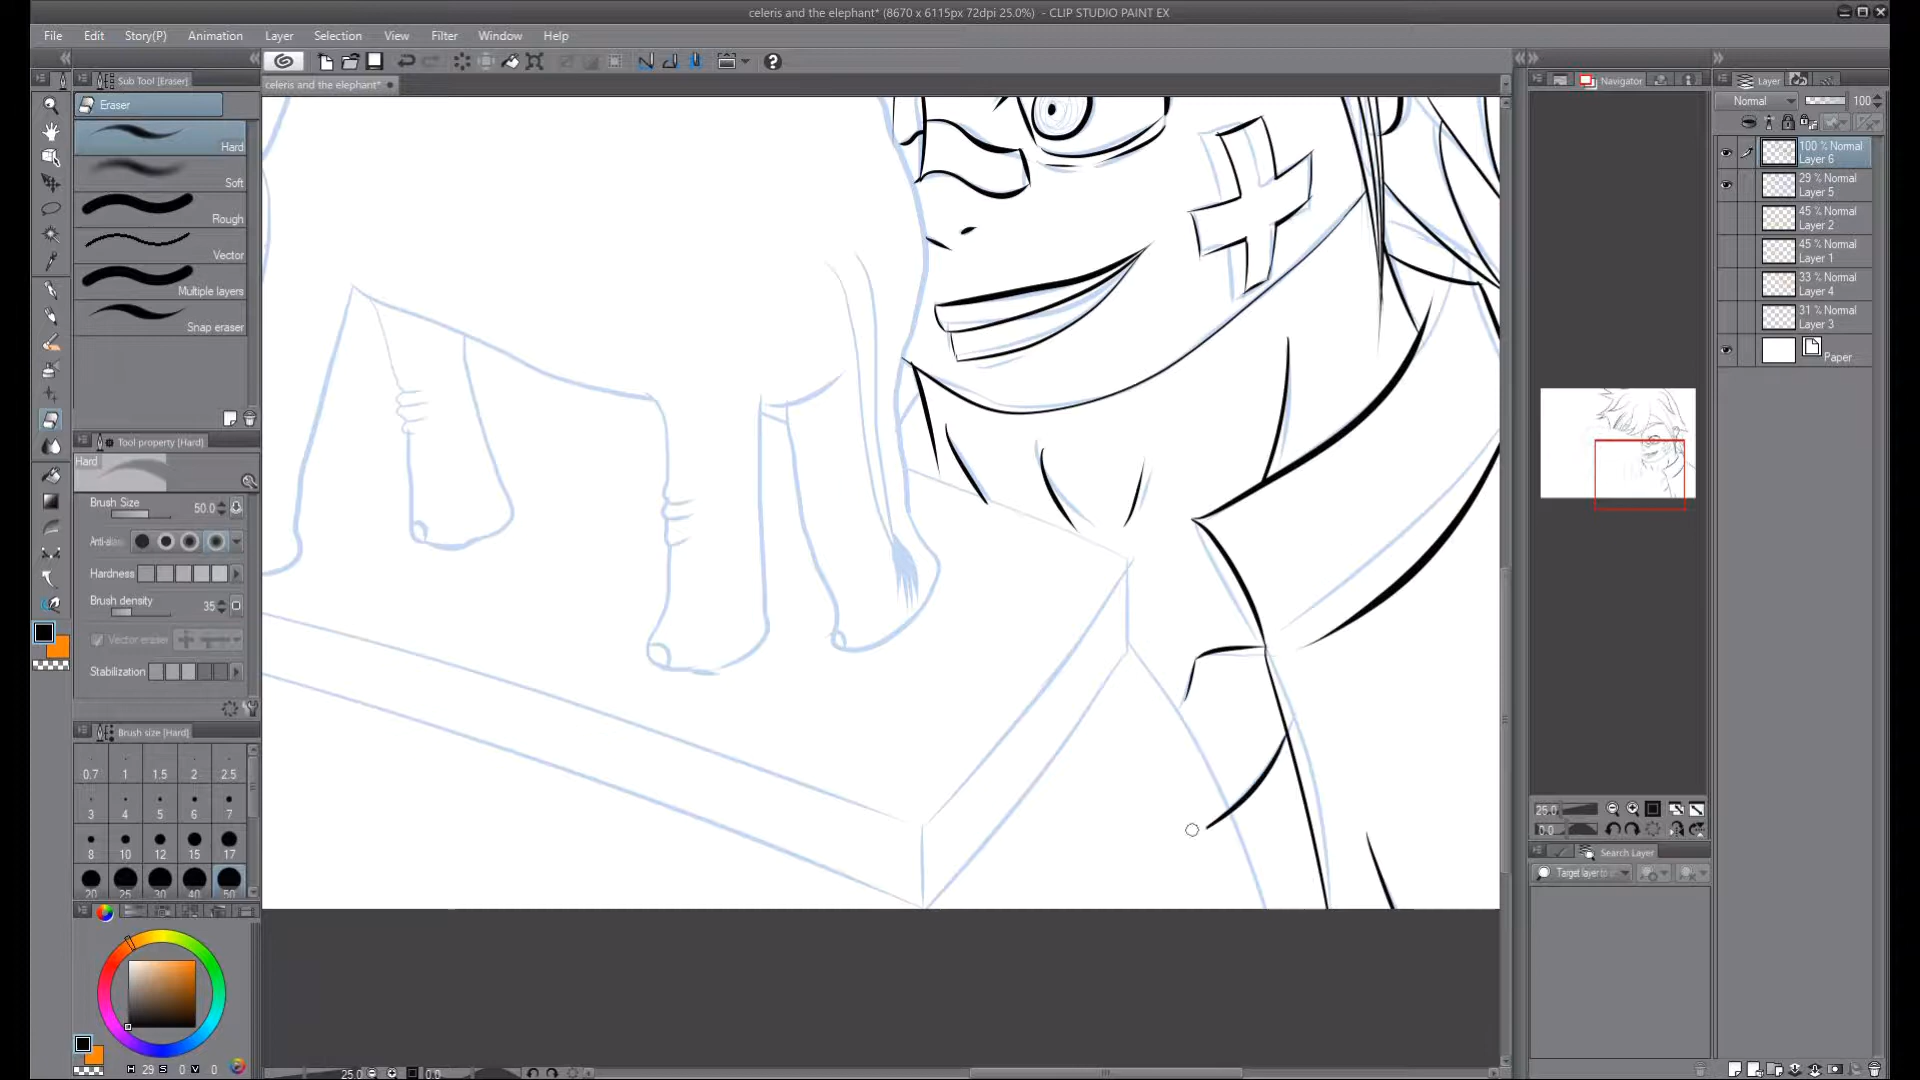 celeris and the elephant* (8670 x 6115px 72dpi 25.0%) - CLIP STUDIO PAINT EX
File Edit Story(P) Animation Layer Selection View Filter Window Help
Sub Tool [Eraser]
Eraser
Hard
Soft
Rough
Vector
Multiple layers
Snap eraser
Tool property [Hard]
Hard
Brush Size 50.0
Anti-alias
Hardness
Brush density 35
Vector eraser
Stabilization
Brush size [Hard]
0.7 1 1.5 2 2.5
3 4 5 6 7
8 10 12 15 17
20 25 30 40 50
H 29 S 0 V 0
celeris and the elephant*
25.0 0.0
Navigator
25.0
0.0
Search Layer
Target layer to
Layer
Normal 100
100 % Normal
Layer 6
29 % Normal
Layer 5
45 % Normal
Layer 2
45 % Normal
Layer 1
33 % Normal
Layer 4
31 % Normal
Layer 3
Paper